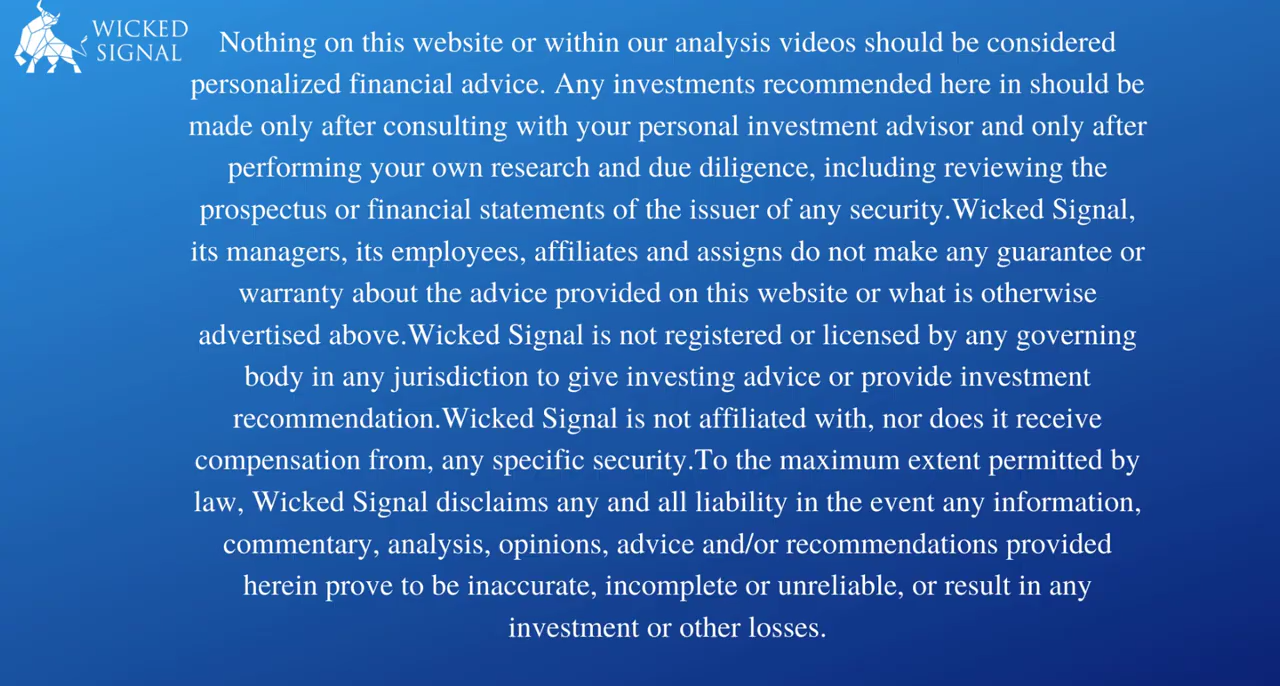 WICKED
SIGNAL
Nothing on this website or within our analysis videos should be considered
personalized financial advice. Any investments recommended here in should be
made only after consulting with your personal investment advisor and only after
performing your own research and due diligence, including reviewing the
prospectus or financial statements of the issuer of any security.Wicked Signal,
its managers, its employees, affiliates and assigns do not make any guarantee or
warranty about the advice provided on this website or what is otherwise
advertised above.Wicked Signal is not registered or licensed by any governing
body in any jurisdiction to give investing advice or provide investment
recommendation.Wicked Signal is not affiliated with, nor does it receive
compensation from, any specific security.To the maximum extent permitted by
law, Wicked Signal disclaims any and all liability in the event any information,
commentary, analysis, opinions, advice and/or recommendations provided
herein prove to be inaccurate, incomplete or unreliable, or result in any
investment or other losses.